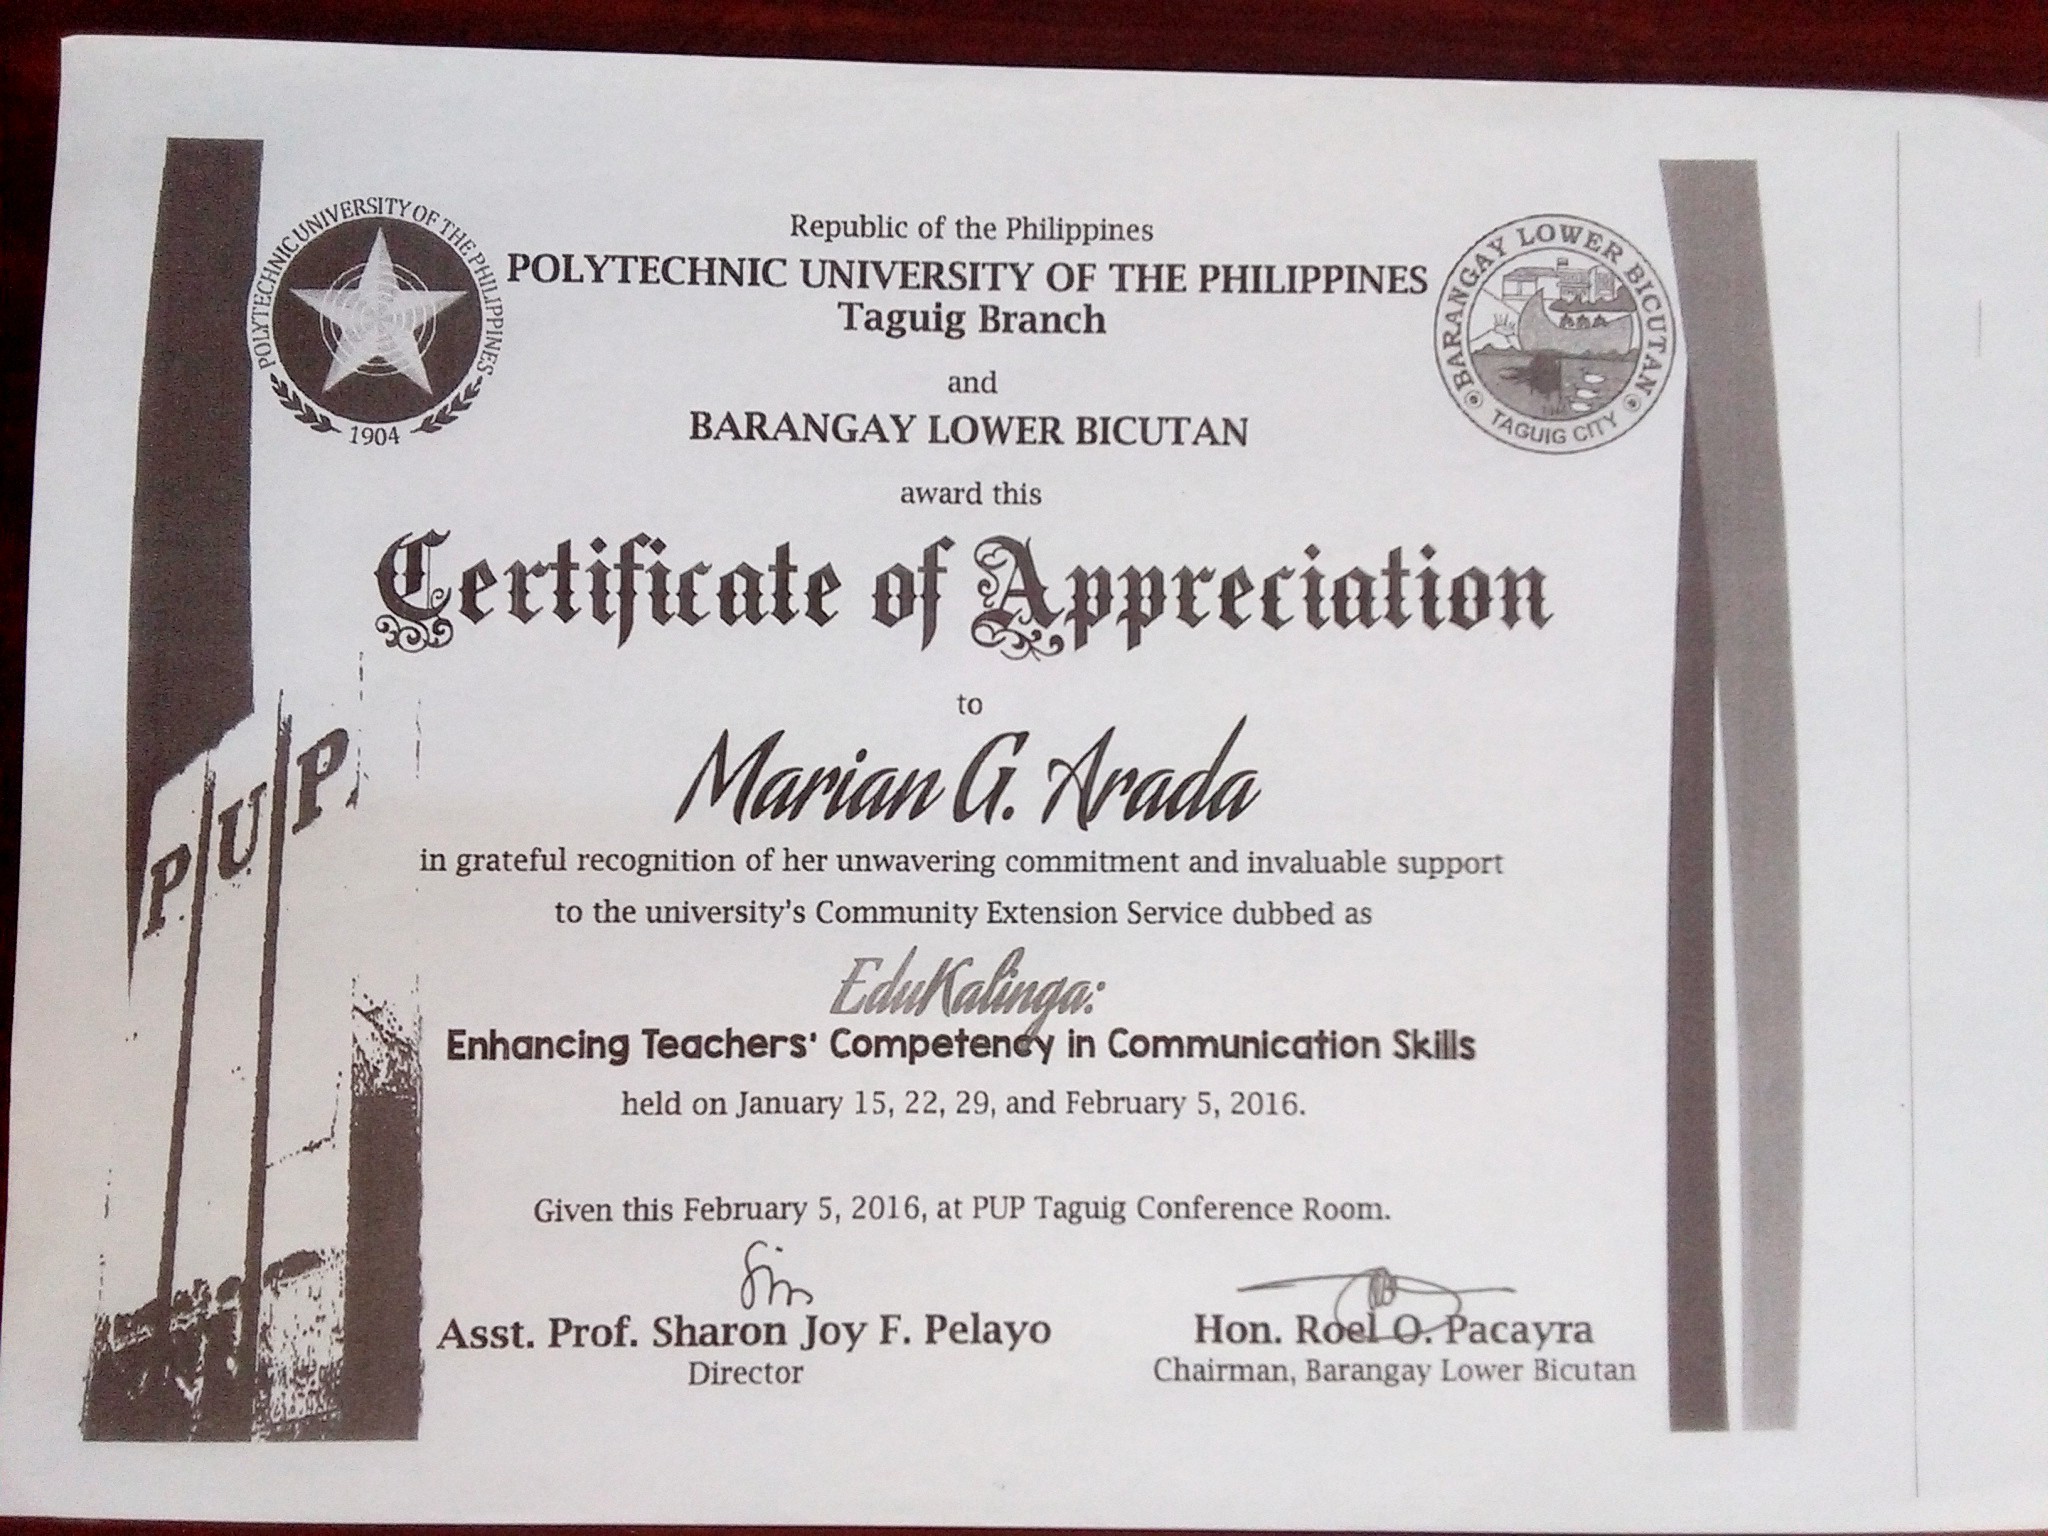 POLYTECHNIC UNIVERSITY OF THE PHILIPPINES
1904
Republic of the Philippines
POLYTECHNIC UNIVERSITY OF THE PHILIPPINES
Taguig Branch
and
BARANGAY LOWER BICUTAN
BARANGAY LOWER BICUTAN
TAGUIG CITY
award this
Certificate of Appreciation
to
Marian G. Arada
in grateful recognition of her unwavering commitment and invaluable support
to the university's Community Extension Service dubbed as
EduKalinga:
Enhancing Teachers' Competency in Communication Skills
held on January 15, 22, 29, and February 5, 2016.
Given this February 5, 2016, at PUP Taguig Conference Room.
PUP
Asst. Prof. Sharon Joy F. Pelayo
Director
Hon. Roel O. Pacayra
Chairman, Barangay Lower Bicutan